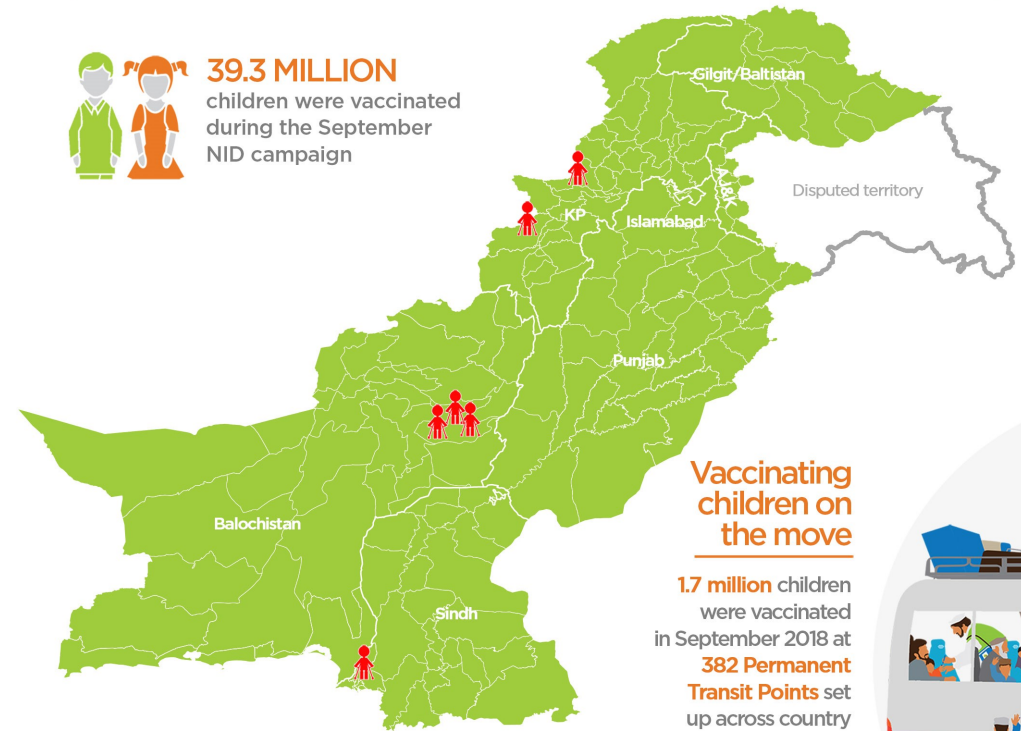 39.3 MILLION
children were vaccinated
during the September
NID campaign
Gilgit/Baltistan
Disputed territory
AJ&K
KP
Islamabad
Punjab
Balochistan
Sindh
Vaccinating
children on
the move
1.7 million children
were vaccinated
in September 2018 at
382 Permanent
Transit Points set
up across country